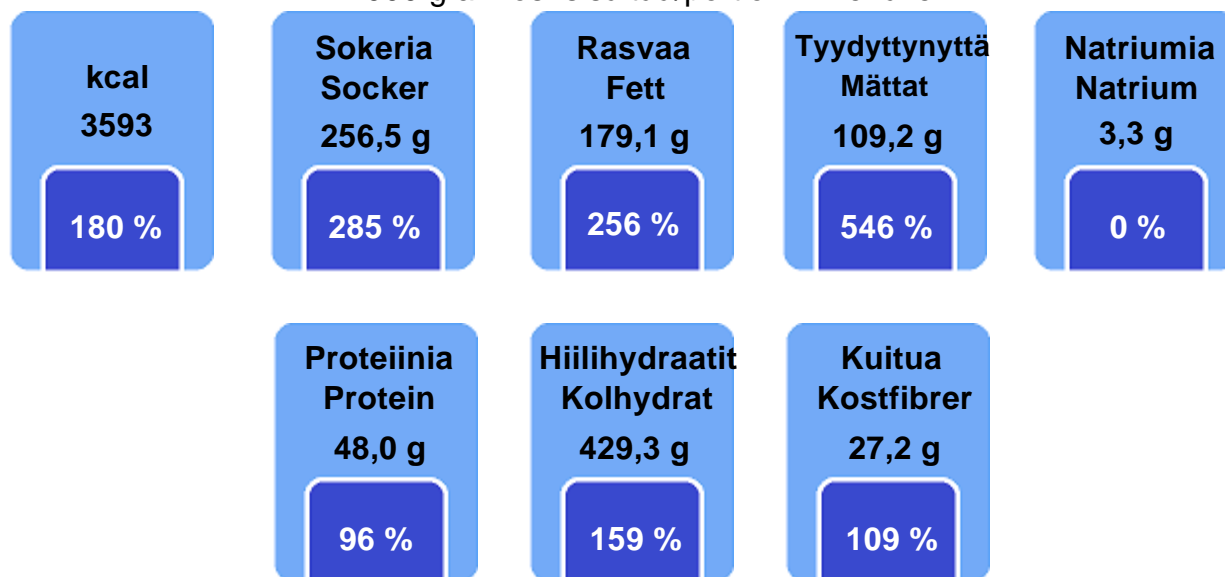 kcal
3593
180 %
Sokeria
Socker
256,5 g
285 %
Rasvaa
Fett
179,1 g
256 %
Tyydyttynyttä
Mättat
109,2 g
546 %
Natriumia
Natrium
3,3 g
0 %
Proteiinia
Protein
48,0 g
96 %
Hiilihydraatit
Kolhydrat
429,3 g
159 %
Kuitua
Kostfibrer
27,2 g
109 %